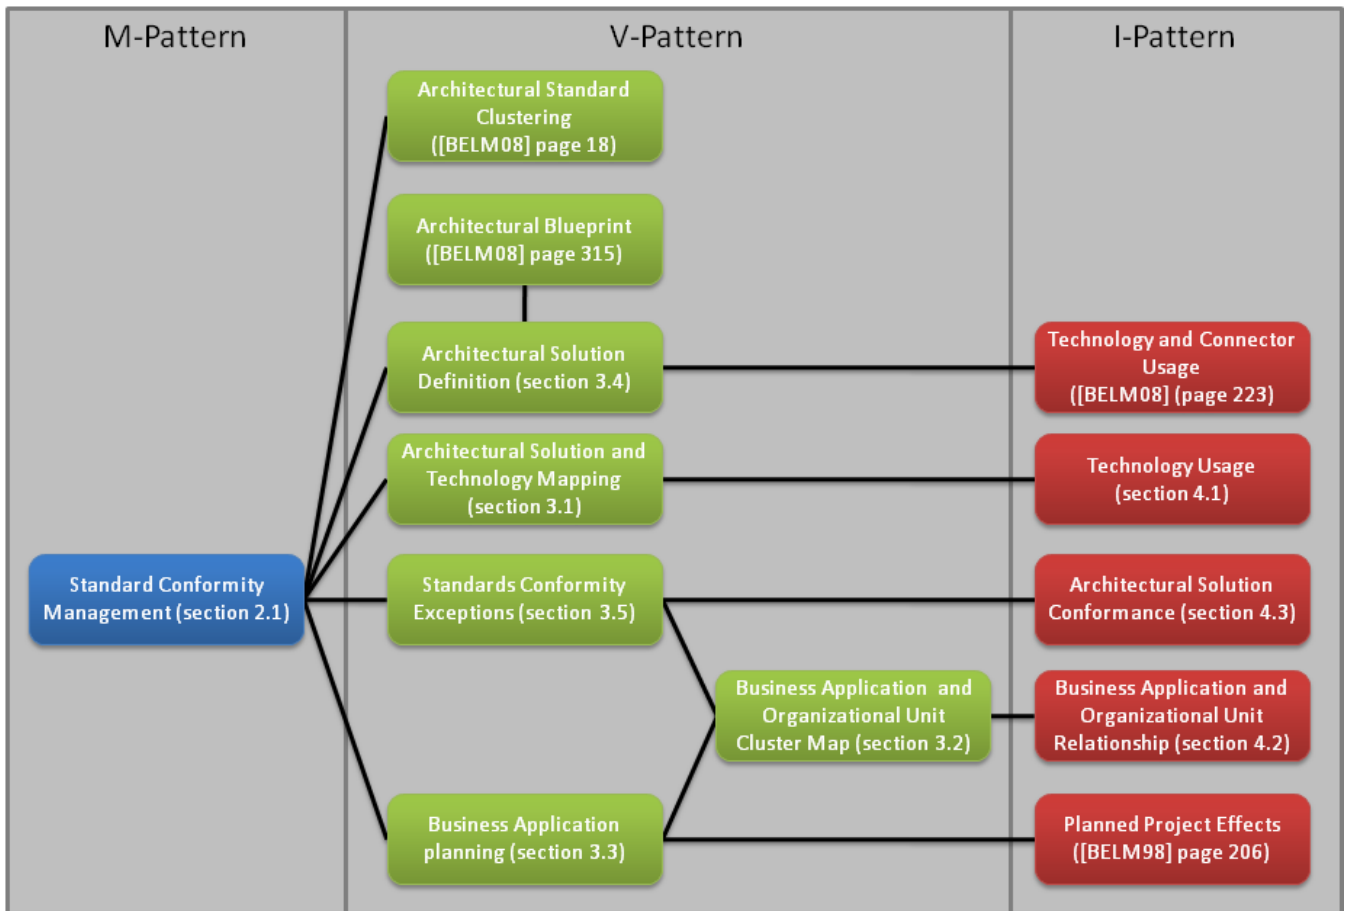 M-Pattern
V-Pattern
I-Pattern
Architectural Standard
Clustering
([BELM08] page 18)
Architectural Blueprint
([BELM08] page 315)
Architectural Solution
Definition (section 3.4)
Technology and Connector
Usage
([BELM08] (page 223)
Architectural Solution and
Technology Mapping
(section 3.1)
Technology Usage
(section 4.1)
Standard Conformity
Management (section 2.1)
Standards Conformity
Exceptions (section 3.5)
Architectural Solution
Conformance (section 4.3)
Business Application and
Organizational Unit
Cluster Map (section 3.2)
Business Application and
Organizational Unit
Relationship (section 4.2)
Business Application
planning (section 3.3)
Planned Project Effects
([BELM98] page 206)